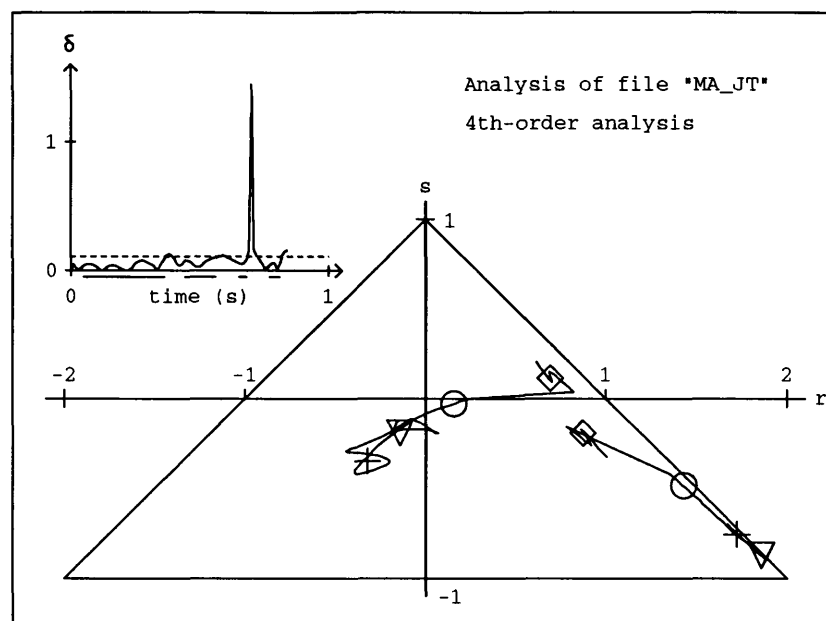 δ
Analysis of file "MA_JT"
4th-order analysis
1
s
1
0
0
time (s)
1
-2
-1
1
2
r
-1